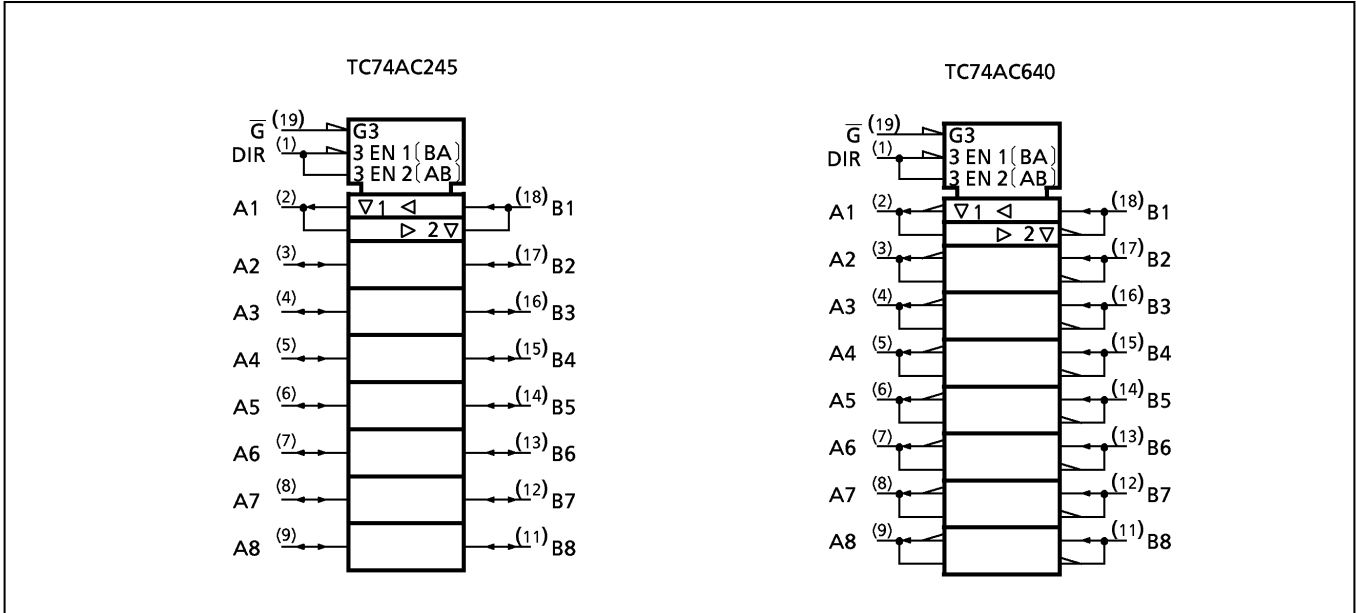 TC74AC245
G (19) G3
DIR (1) 3 EN 1 [BA]
3 EN 2 [AB]
A1 (2) ▽ 1 ◁ (18) B1
▷ 2 ▽
A2 (3) (17) B2
A3 (4) (16) B3
A4 (5) (15) B4
A5 (6) (14) B5
A6 (7) (13) B6
A7 (8) (12) B7
A8 (9) (11) B8
TC74AC640
G (19) G3
DIR (1) 3 EN 1 [BA]
3 EN 2 [AB]
A1 (2) ▽ 1 ◁ (18) B1
▷ 2 ▽
A2 (3) (17) B2
A3 (4) (16) B3
A4 (5) (15) B4
A5 (6) (14) B5
A6 (7) (13) B6
A7 (8) (12) B7
A8 (9) (11) B8